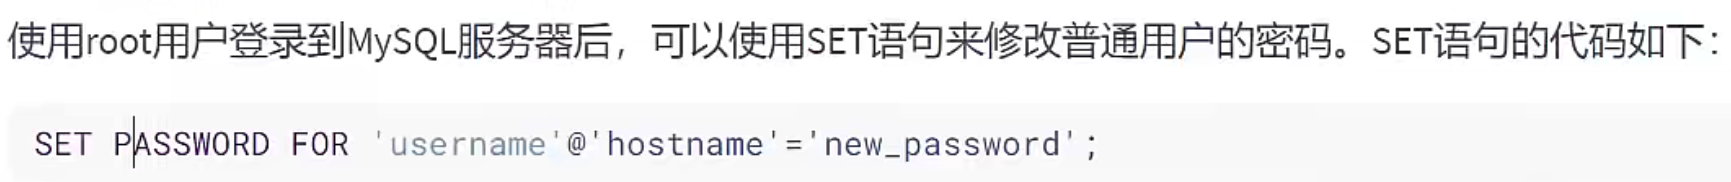 使用root用户登录到MySQL服务器后，可以使用SET语句来修改普通用户的密码。SET语句的代码如下：
SET PASSWORD FOR 'username'@'hostname'='new_password';